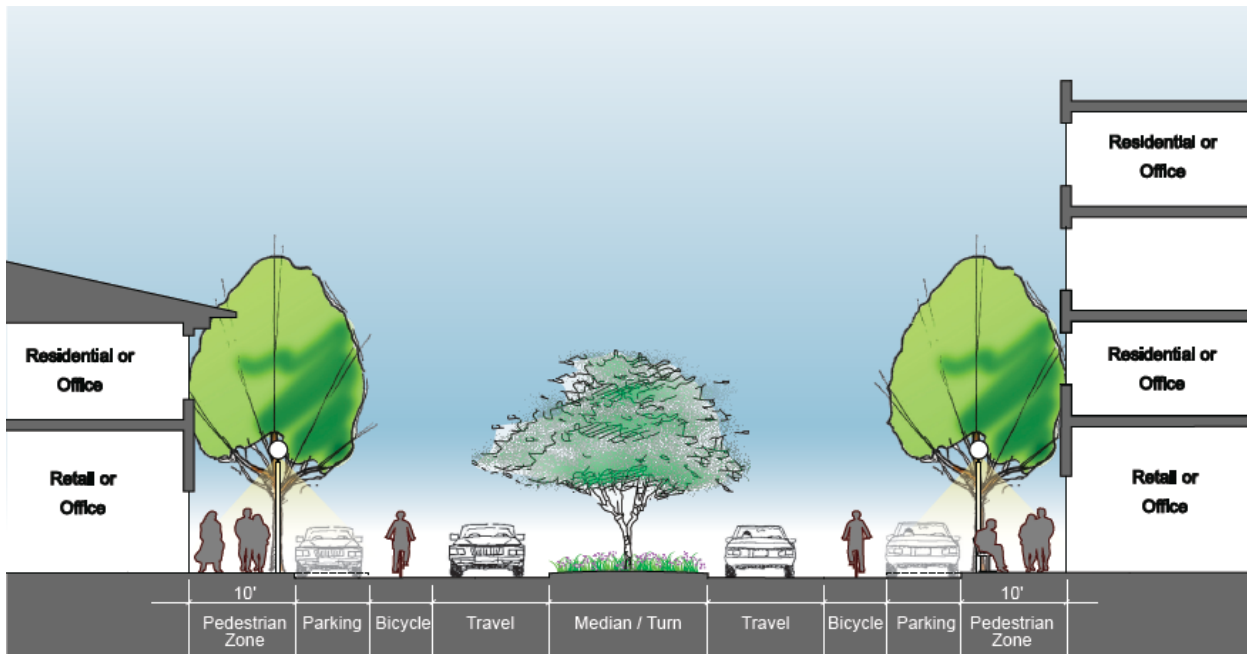 Residential or
Office
Residential or
Office
Retail or
Office
Residential or
Office
Retail or
Office
10'
10'
Pedestrian
Zone
Parking
Bicycle
Travel
Median / Turn
Travel
Bicycle
Parking
Pedestrian
Zone